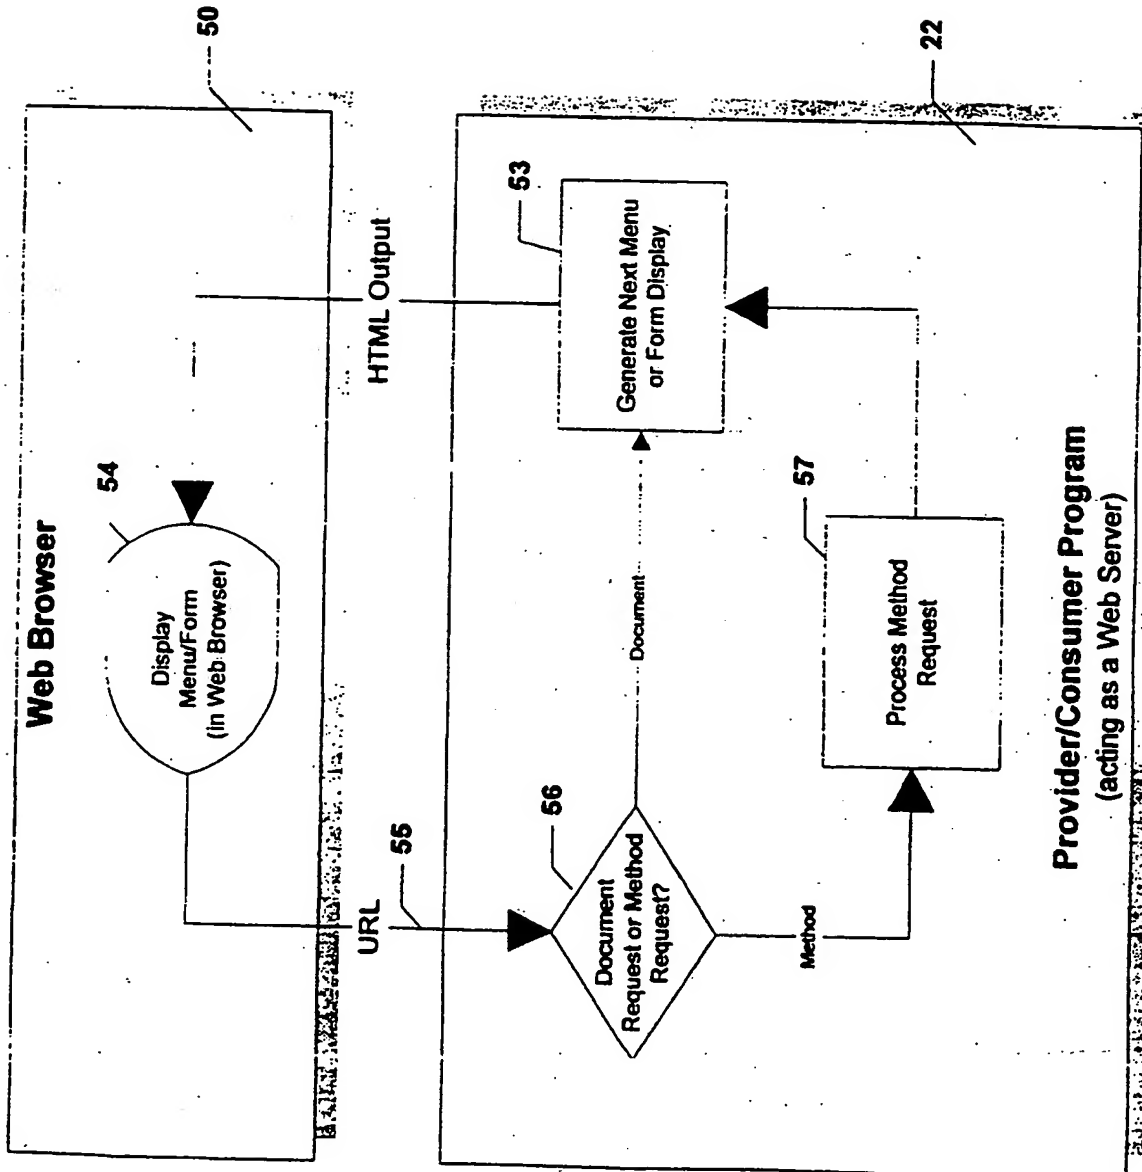 Web Browser
50
54
Display
Menu/Form
(in Web Browser)
URL
55
HTML Output
56
Document
Request or Method
Request?
Document
Method
53
Generate Next Menu
or Form Display
57
Process Method
Request
22
Provider/Consumer Program
(acting as a Web Server)